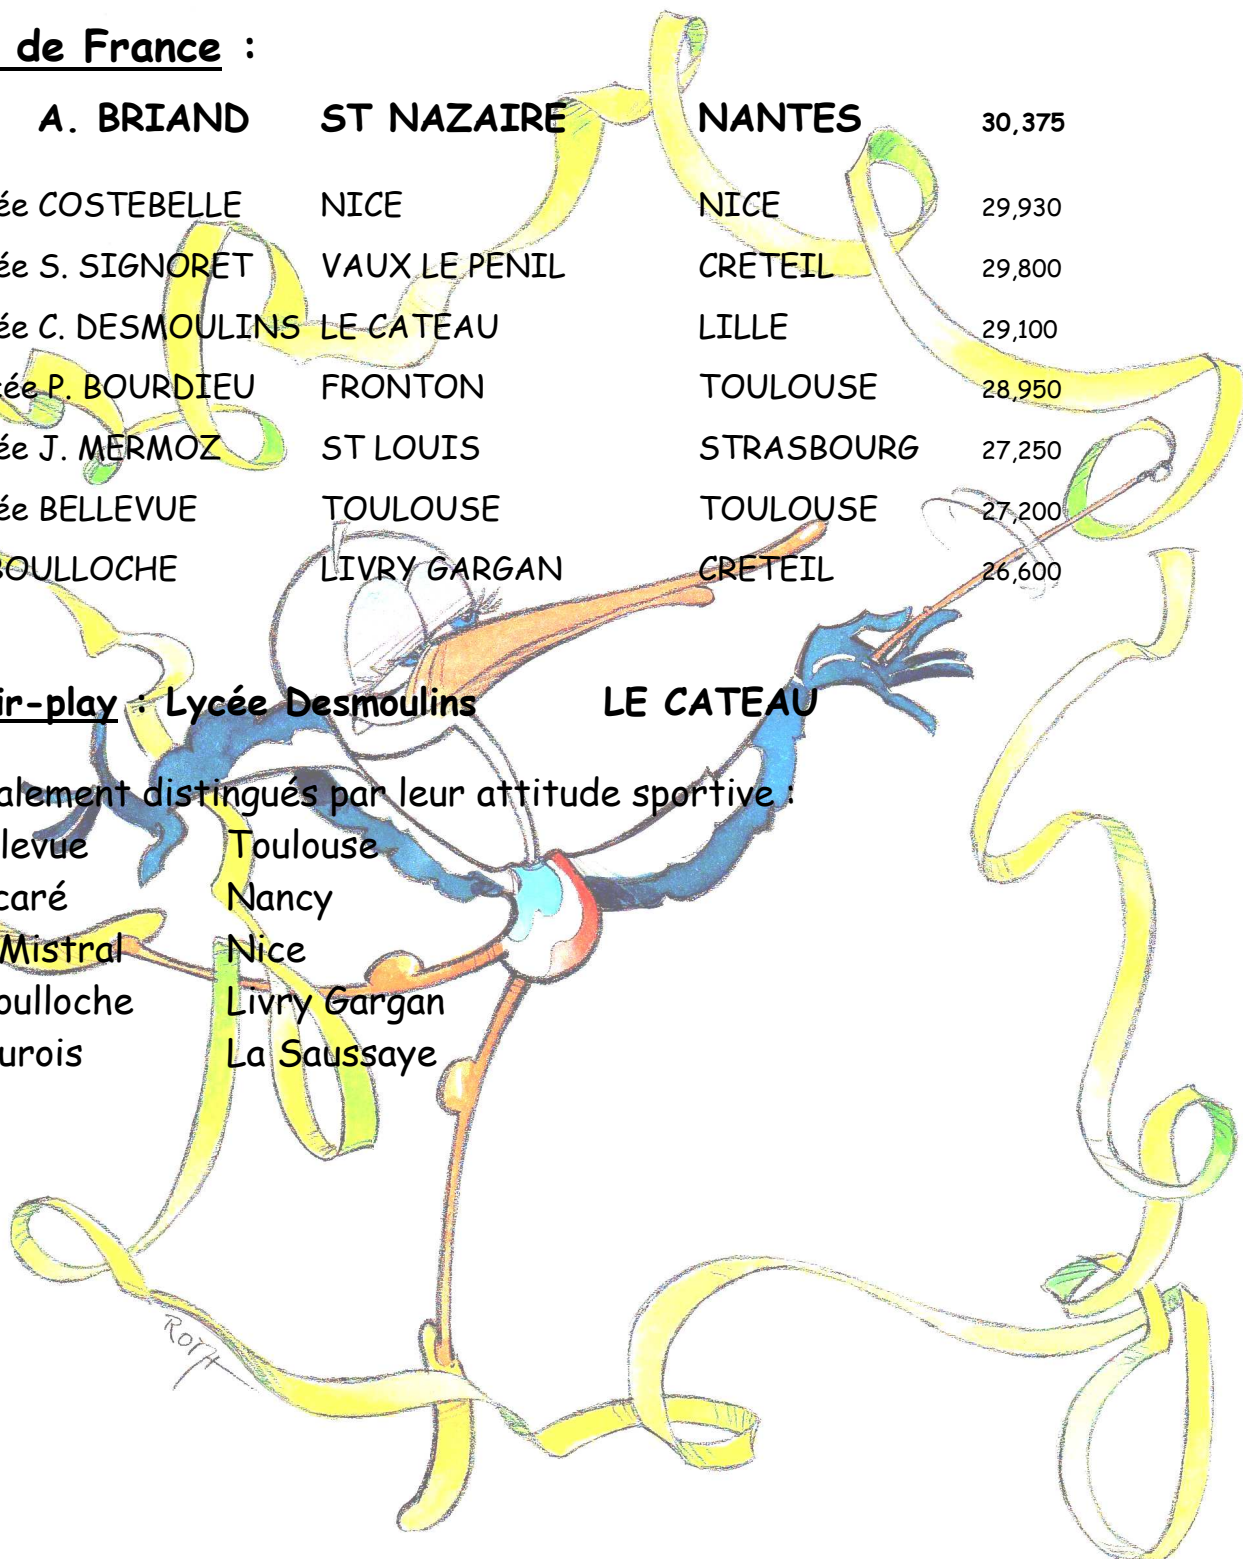 de France :
A. BRIAND ST NAZAIRE NANTES 30,375
ée COSTEBELLE NICE NICE 29,930
ée S. SIGNORET VAUX LE PENIL CRETEIL 29,800
ée C. DESMOULINS LE CATEAU LILLE 29,100
cée P. BOURDIEU FRONTON TOULOUSE 28,950
ée J. MERMOZ ST LOUIS STRASBOURG 27,250
ée BELLEVUE TOULOUSE TOULOUSE 27,200
BOULLOCHE LIVRY GARGAN CRETEIL 26,600
ir-play : Lycée Desmoulins LE CATEAU
alement distingués par leur attitude sportive :
levue Toulouse
caré Nancy
Mistral Nice
oulloche Livry Gargan
urois La Saussaye